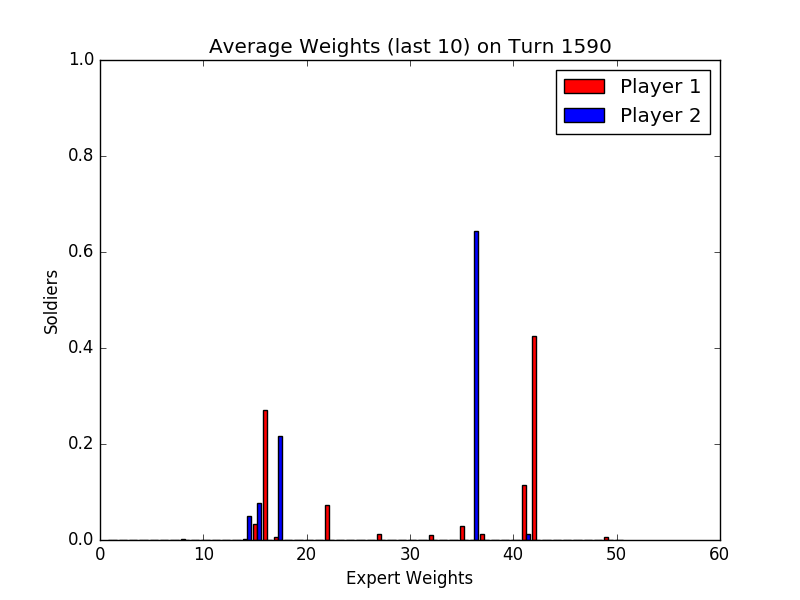 Average Weights (last 10) on Turn 1590
1.0
0.8
0.6
0.4
0.2
0.0
Soldiers
Player 1
Player 2
0 10 20 30 40 50 60
Expert Weights